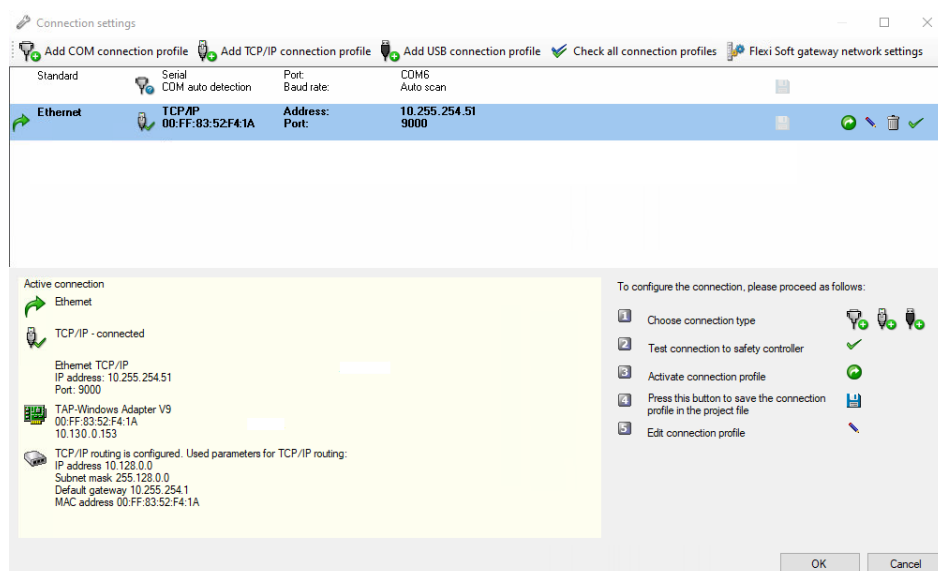 Connection settings
Add COM connection profile Add TCP/IP connection profile Add USB connection profile Check all connection profiles Flexi Soft gateway network settings
Standard Serial Port: COM6
COM auto detection Baud rate: Auto scan
Ethernet TCP/IP Address: 10.255.254.51
00:FF:83:52:F4:1A Port: 9000
Active connection
Ethernet
TCP/IP - connected
Ethernet TCP/IP
IP address: 10.255.254.51
Port: 9000
TAP-Windows Adapter V9
00:FF:83:52:F4:1A
10.130.0.153
TCP/IP routing is configured. Used parameters for TCP/IP routing:
IP address 10.128.0.0
Subnet mask 255.128.0.0
Default gateway 10.255.254.1
MAC address 00:FF:83:52:F4:1A
To configure the connection, please proceed as follows:
1 Choose connection type
2 Test connection to safety controller
3 Activate connection profile
4 Press this button to save the connection
profile in the project file
5 Edit connection profile
OK Cancel